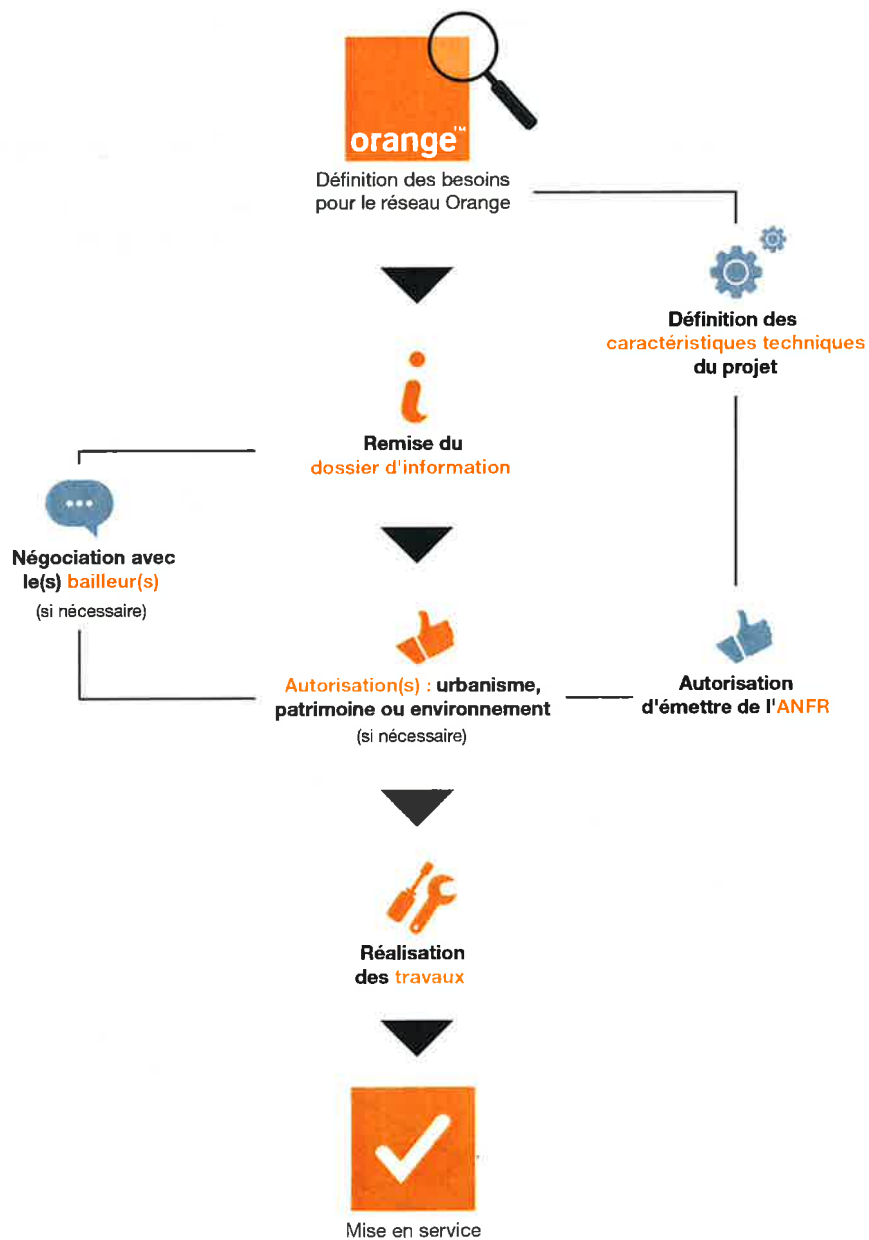 orange™
Définition des besoins
pour le réseau Orange
Définition des
caractéristiques techniques
du projet
Remise du
dossier d'information
Négociation avec
le(s) bailleur(s)
(si nécessaire)
Autorisation(s) : urbanisme,
patrimoine ou environnement
(si nécessaire)
Autorisation
d'émettre de l'ANFR
Réalisation
des travaux
Mise en service